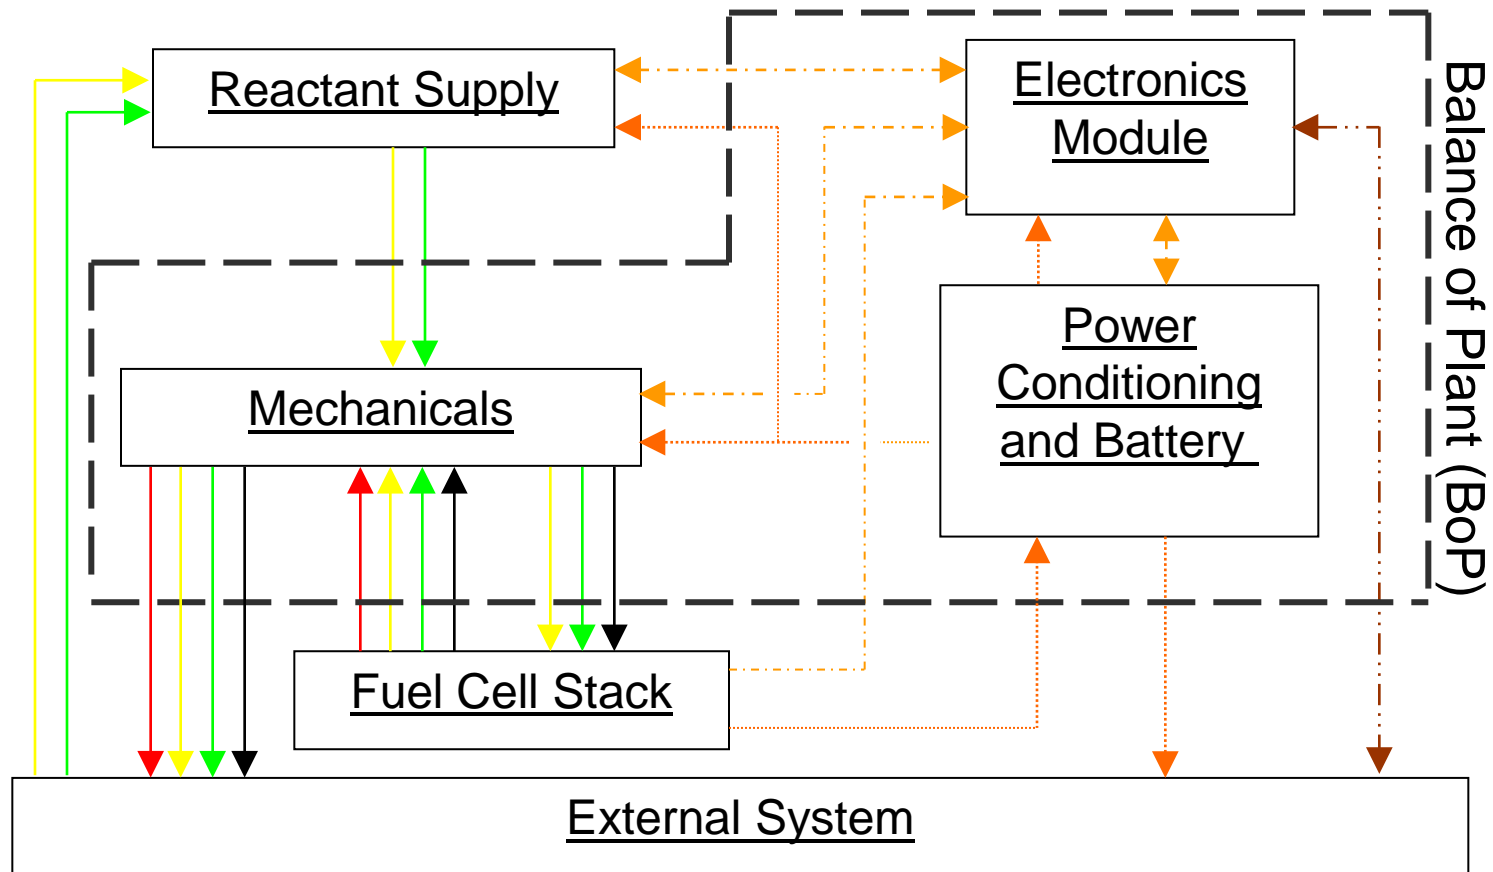 Reactant Supply
Electronics
Module
Balance of Plant (BoP)
Power
Conditioning
and Battery
Mechanicals
Fuel Cell Stack
External System